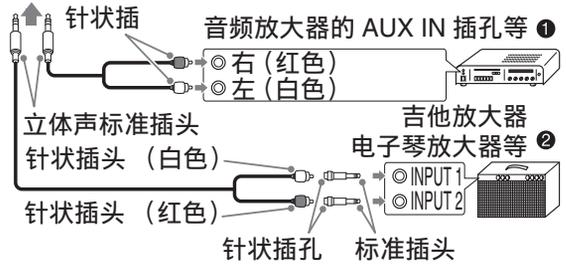 针状插
音频放大器的 AUX IN 插孔等 ❶
右（红色）
左（白色）
立体声标准插头
吉他放大器
电子琴放大器等 ❷
针状插头 （白色）
INPUT 1
INPUT 2
针状插头 （红色）
针状插孔
标准插头